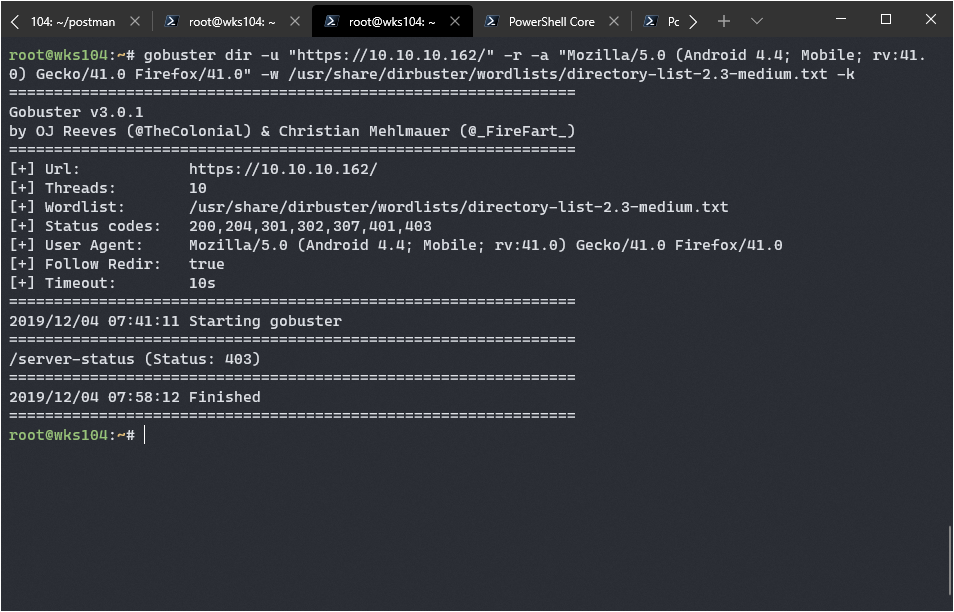 104: ~/postman
root@wks104: ~
root@wks104: ~
PowerShell Core
Pc
root@wks104:~# gobuster dir -u "https://10.10.10.162/" -r -a "Mozilla/5.0 (Android 4.4; Mobile; rv:41.
0) Gecko/41.0 Firefox/41.0" -w /usr/share/dirbuster/wordlists/directory-list-2.3-medium.txt -k
===============================================================
Gobuster v3.0.1
by OJ Reeves (@TheColonial) & Christian Mehlmauer (@_FireFart_)
===============================================================
[+] Url:            https://10.10.10.162/
[+] Threads:        10
[+] Wordlist:       /usr/share/dirbuster/wordlists/directory-list-2.3-medium.txt
[+] Status codes:   200,204,301,302,307,401,403
[+] User Agent:     Mozilla/5.0 (Android 4.4; Mobile; rv:41.0) Gecko/41.0 Firefox/41.0
[+] Follow Redir:   true
[+] Timeout:        10s
===============================================================
2019/12/04 07:41:11 Starting gobuster
===============================================================
/server-status (Status: 403)
===============================================================
2019/12/04 07:58:12 Finished
===============================================================
root@wks104:~#